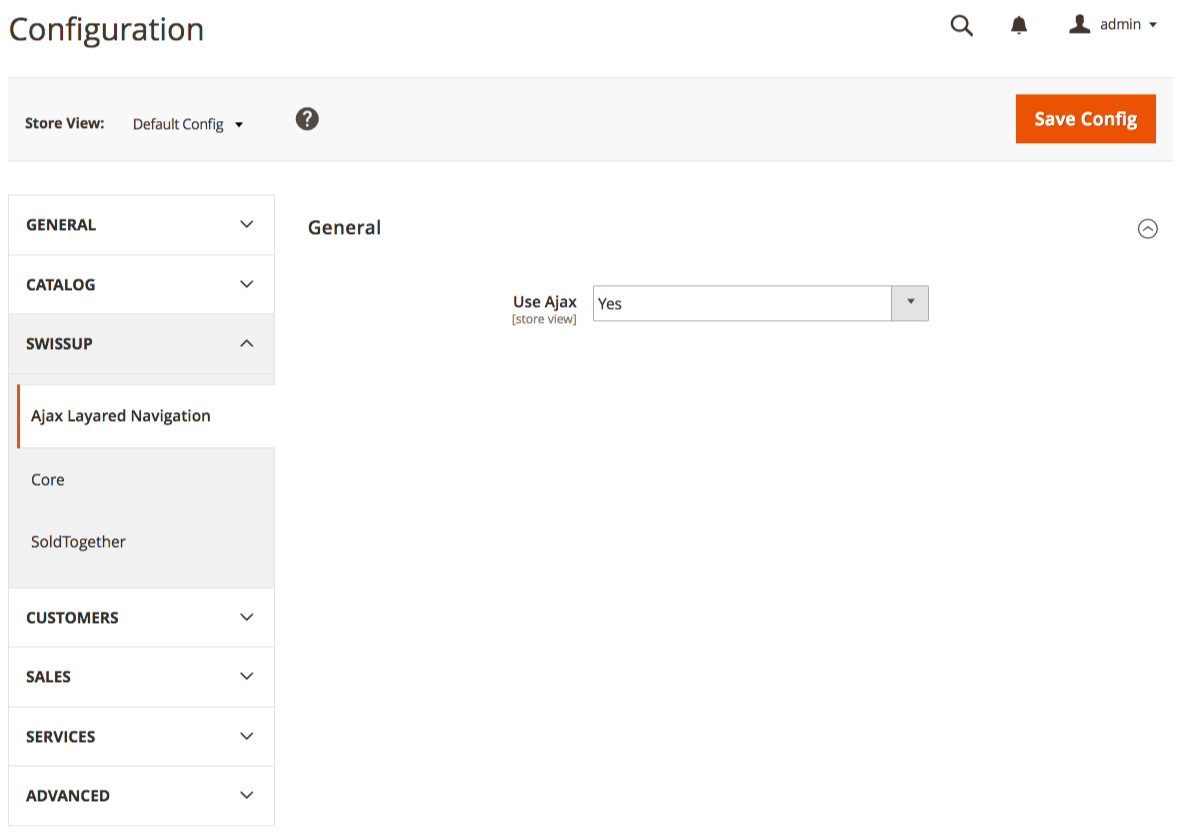 Configuration
admin
Store View:
Default Config
?
Save Config
GENERAL
CATALOG
SWISSUP
Ajax Layared Navigation
Core
SoldTogether
CUSTOMERS
SALES
SERVICES
ADVANCED
General
Use Ajax
Yes
[store view]